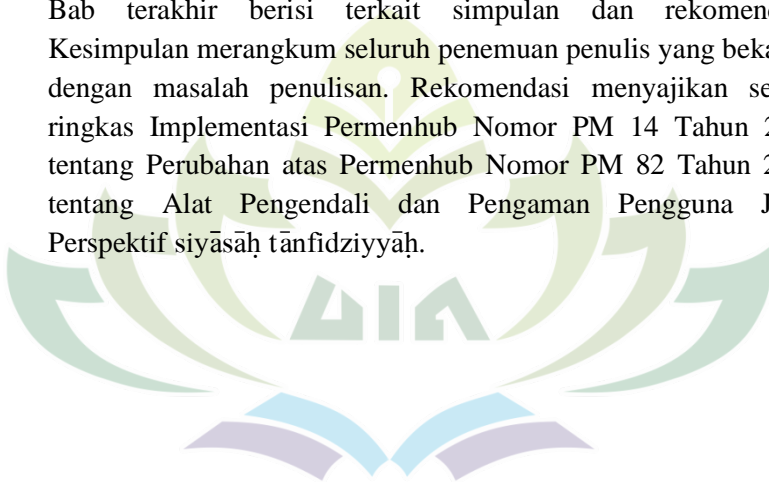 Bab terakhir berisi terkait simpulan dan rekomen
Kesimpulan merangkum seluruh penemuan penulis yang beka
dengan masalah penulisan. Rekomendasi menyajikan se
ringkas Implementasi Permenhub Nomor PM 14 Tahun 2
tentang Perubahan atas Permenhub Nomor PM 82 Tahun 2
tentang Alat Pengendali dan Pengaman Pengguna J
Perspektif siyāsāḥ tānfidziyyāḥ.
UIN